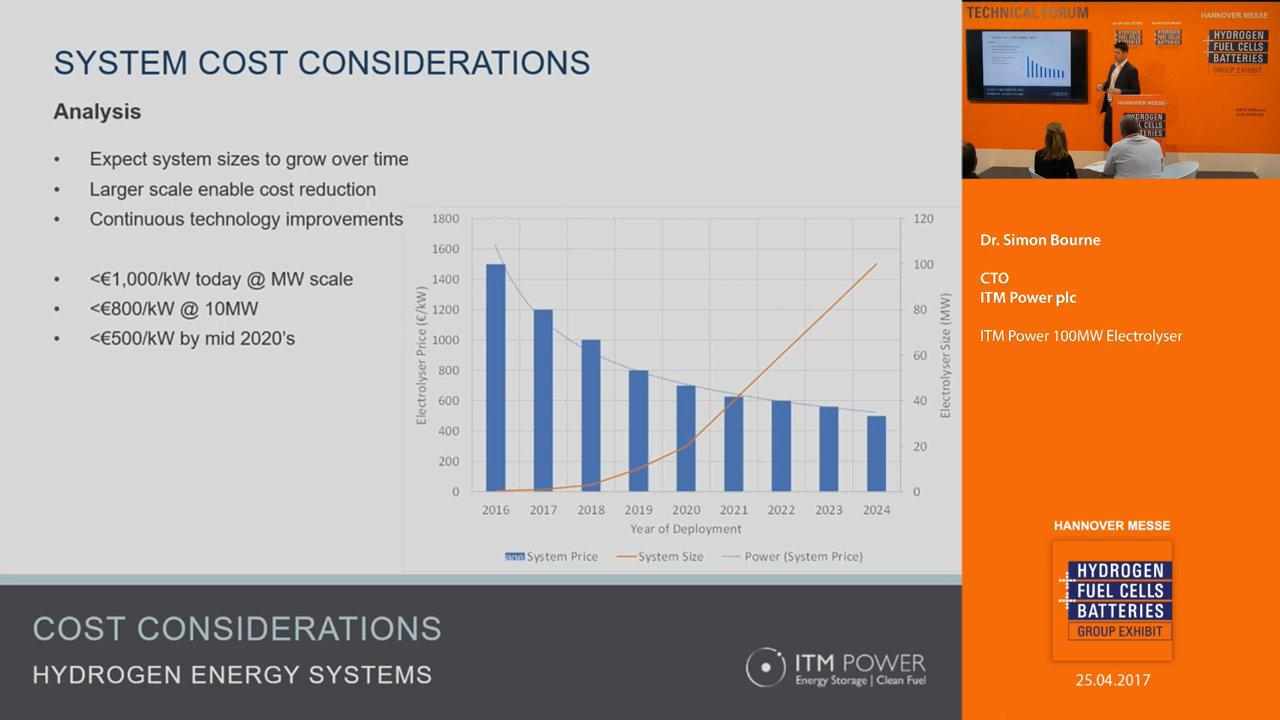 SYSTEM COST CONSIDERATIONS
Analysis
• Expect system sizes to grow over time
• Larger scale enable cost reduction
• Continuous technology improvements
• <€1,000/kW today @ MW scale
• <€800/kW @ 10MW
• <€500/kW by mid 2020's
Electrolyser Price (€/kW)
1800
1600
1400
1200
1000
800
600
400
200
0
120
100
80
60
40
20
0
Electrolyser Size (MW)
2016 2017 2018 2019 2020 2021 2022 2023 2024
Year of Deployment
System Price System Size Power (System Price)
COST CONSIDERATIONS
HYDROGEN ENERGY SYSTEMS
ITM POWER
Energy Storage | Clean Fuel
TECHNICAL FORUM
HANNOVER MESSE
HYDROGEN
FUEL CELLS
BATTERIES
GROUP EXHIBIT
HANNOVER MESSE
HYDROGEN
CELLS
TERIES
Dr. Simon Bourne
CTO
ITM Power plc
ITM Power 100MW Electrolyser
HANNOVER MESSE
HYDROGEN
FUEL CELLS
BATTERIES
GROUP EXHIBIT
25.04.2017